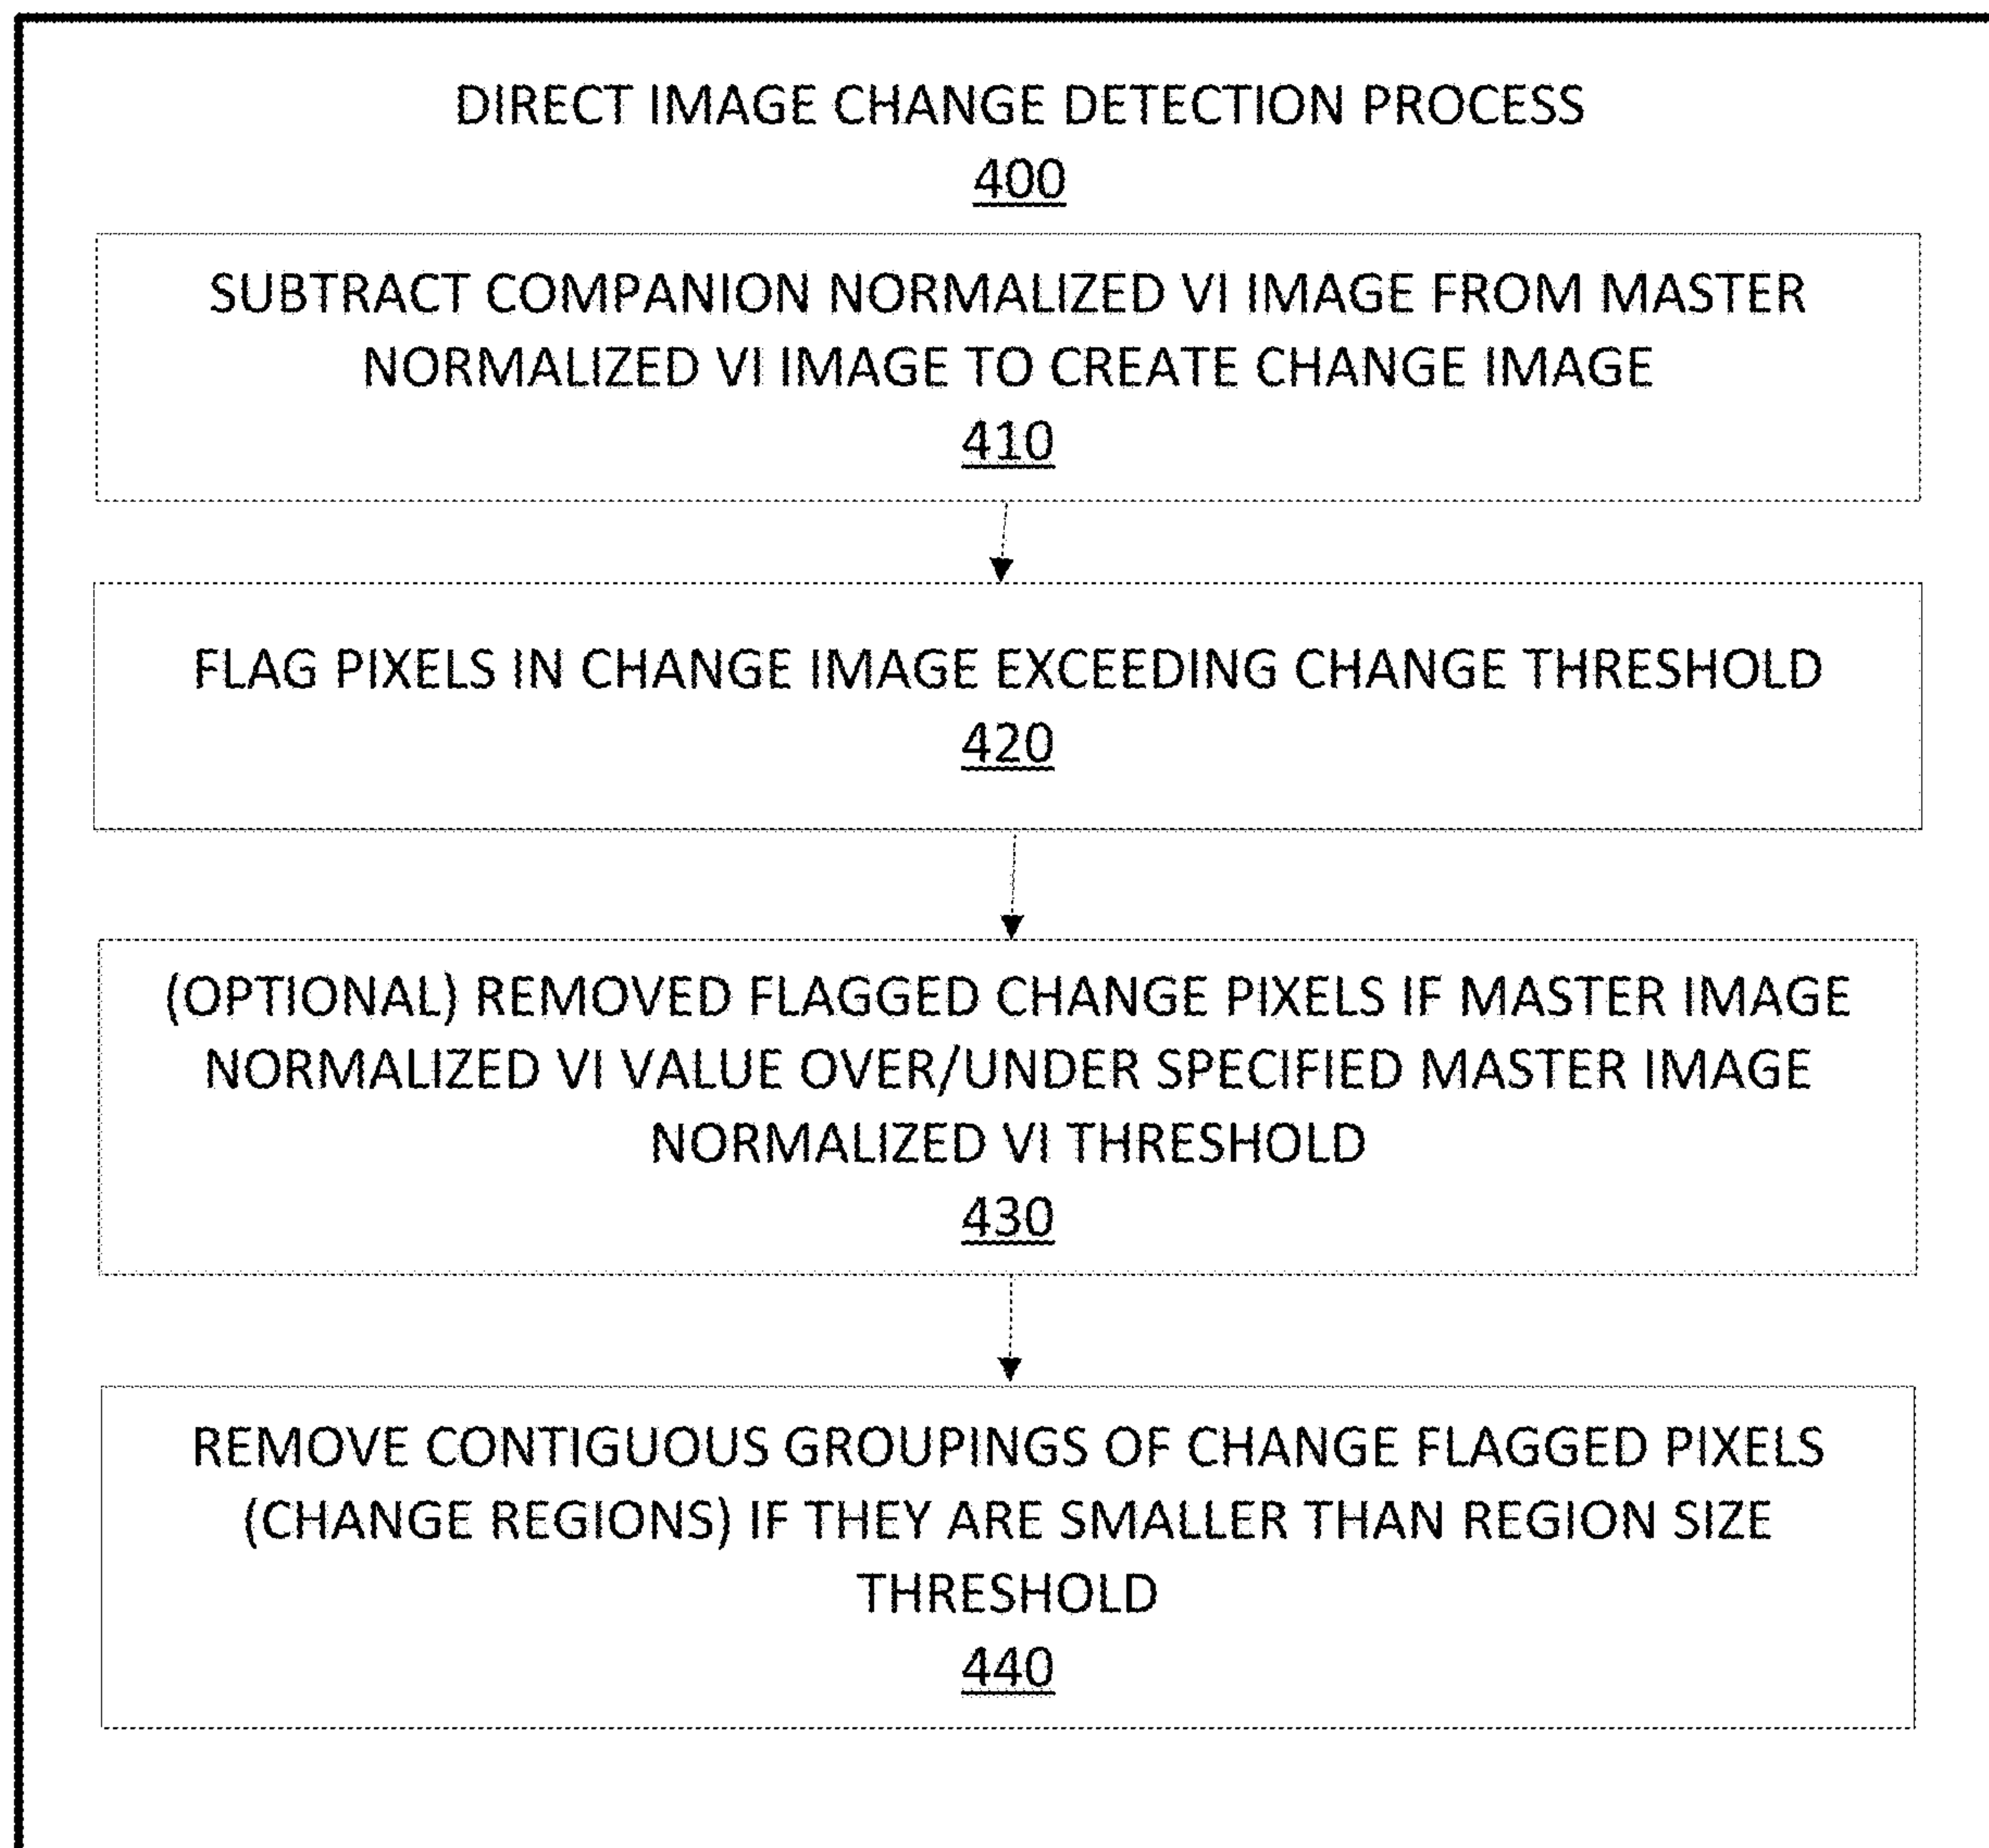 DIRECT IMAGE CHANGE DETECTION PROCESS
400
SUBTRACT COMPANION NORMALIZED VI IMAGE FROM MASTER
NORMALIZED VI IMAGE TO CREATE CHANGE IMAGE
410
FLAG PIXELS IN CHANGE IMAGE EXCEEDING CHANGE THRESHOLD
420
(OPTIONAL) REMOVED FLAGGED CHANGE PIXELS IF MASTER IMAGE
NORMALIZED VI VALUE OVER/UNDER SPECIFIED MASTER IMAGE
NORMALIZED VI THRESHOLD
430
REMOVE CONTIGUOUS GROUPINGS OF CHANGE FLAGGED PIXELS
(CHANGE REGIONS) IF THEY ARE SMALLER THAN REGION SIZE
THRESHOLD
440